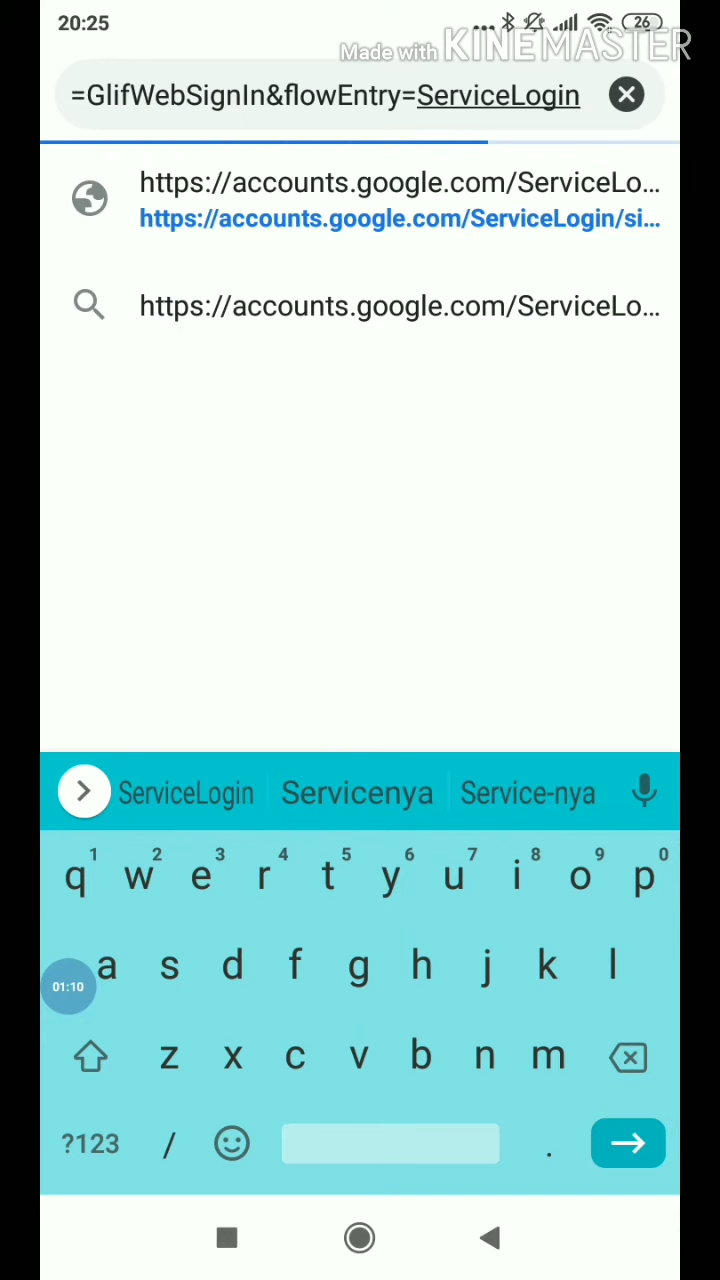 20:25
26
Made with KINEMASTER
=GlifWebSignIn&flowEntry=ServiceLogin
https://accounts.google.com/ServiceLo...
https://accounts.google.com/ServiceLogin/si...
https://accounts.google.com/ServiceLo...
ServiceLogin Servicenya Service-nya
1 2 3 4 5 6 7 8 9 0
q w e r t y u i o p
a s d f g h j k l
01:10
z x c v b n m
?123 / .